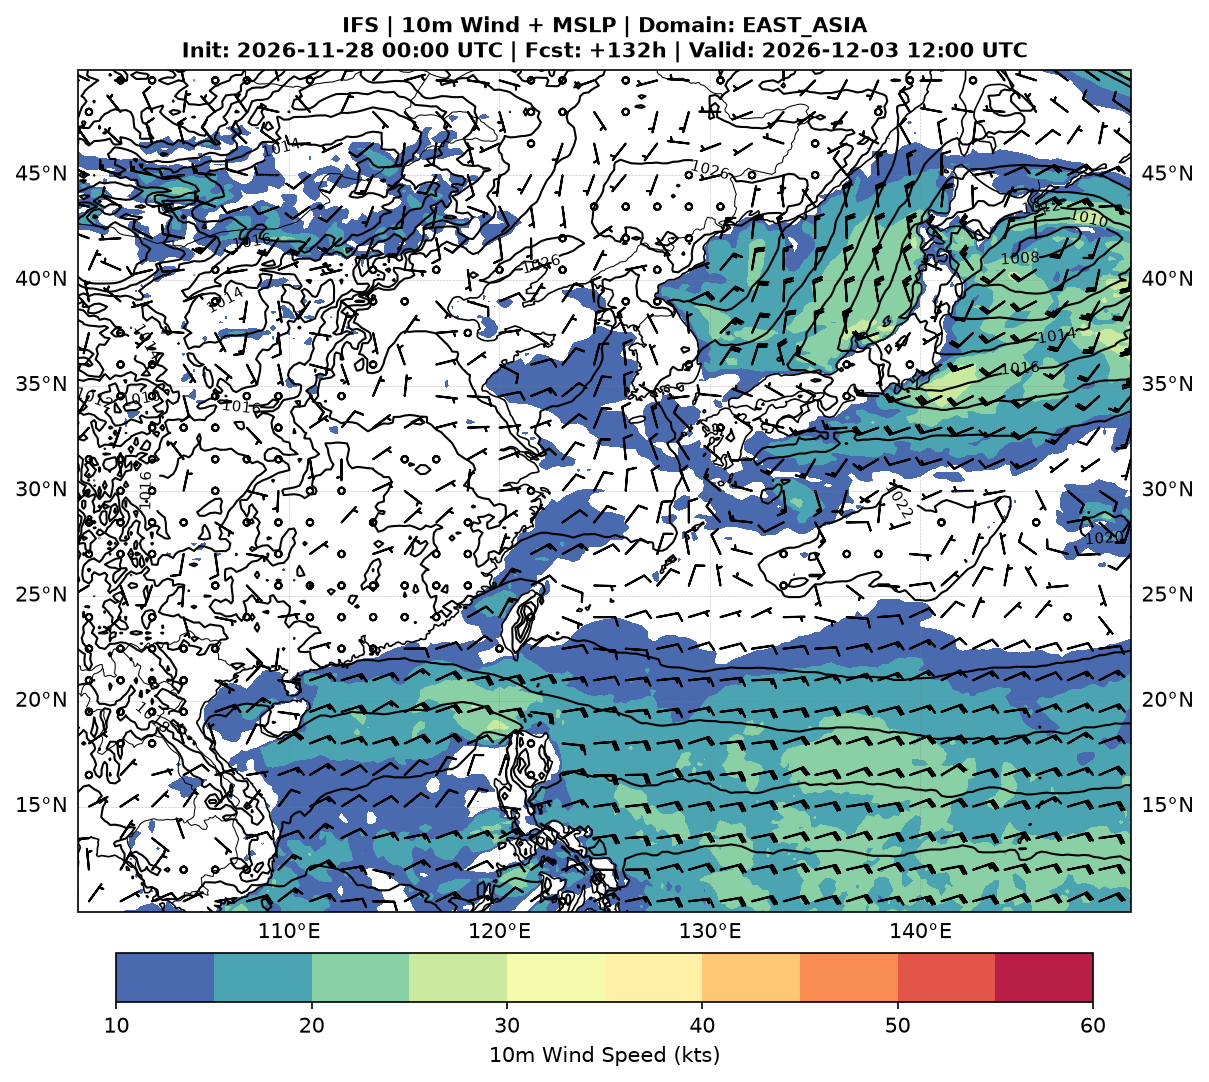 IFS | 10m Wind + MSLP | Domain: EAST_ASIA
Init: 2026-11-28 00:00 UTC | Fcst: +132h | Valid: 2026-12-03 12:00 UTC
1014
1026
45°N
45°N
1010
1016
1008
1026
40°N
40°N
1014
1014
1016
35°N
35°N
1016
1016
30°N
30°N
1022
1020
25°N
25°N
20°N
20°N
15°N
15°N
110°E
120°E
130°E
140°E
10
20
30
40
50
60
10m Wind Speed (kts)